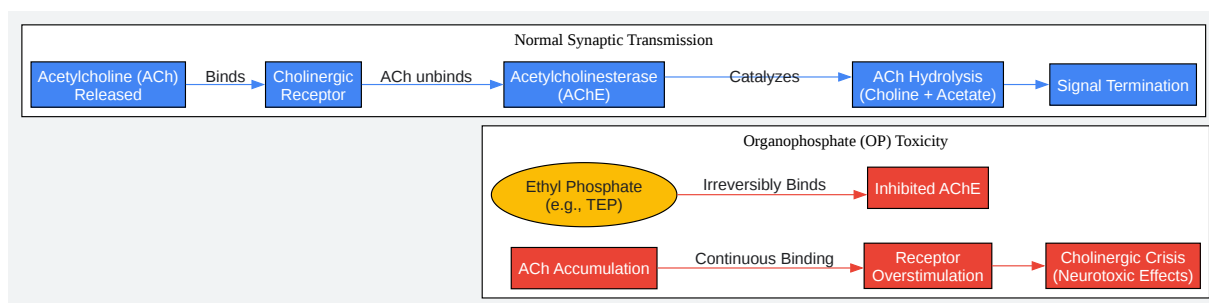 Normal Synaptic Transmission
Acetylcholine (ACh)
Released
Binds
Cholinergic
Receptor
ACh unbinds
Acetylcholinesterase
(AChE)
Catalyzes
ACh Hydrolysis
(Choline + Acetate)
Signal Termination
Organophosphate (OP) Toxicity
Ethyl Phosphate
(e.g., TEP)
Irreversibly Binds
Inhibited AChE
ACh Accumulation
Continuous Binding
Receptor
Overstimulation
Cholinergic Crisis
(Neurotoxic Effects)